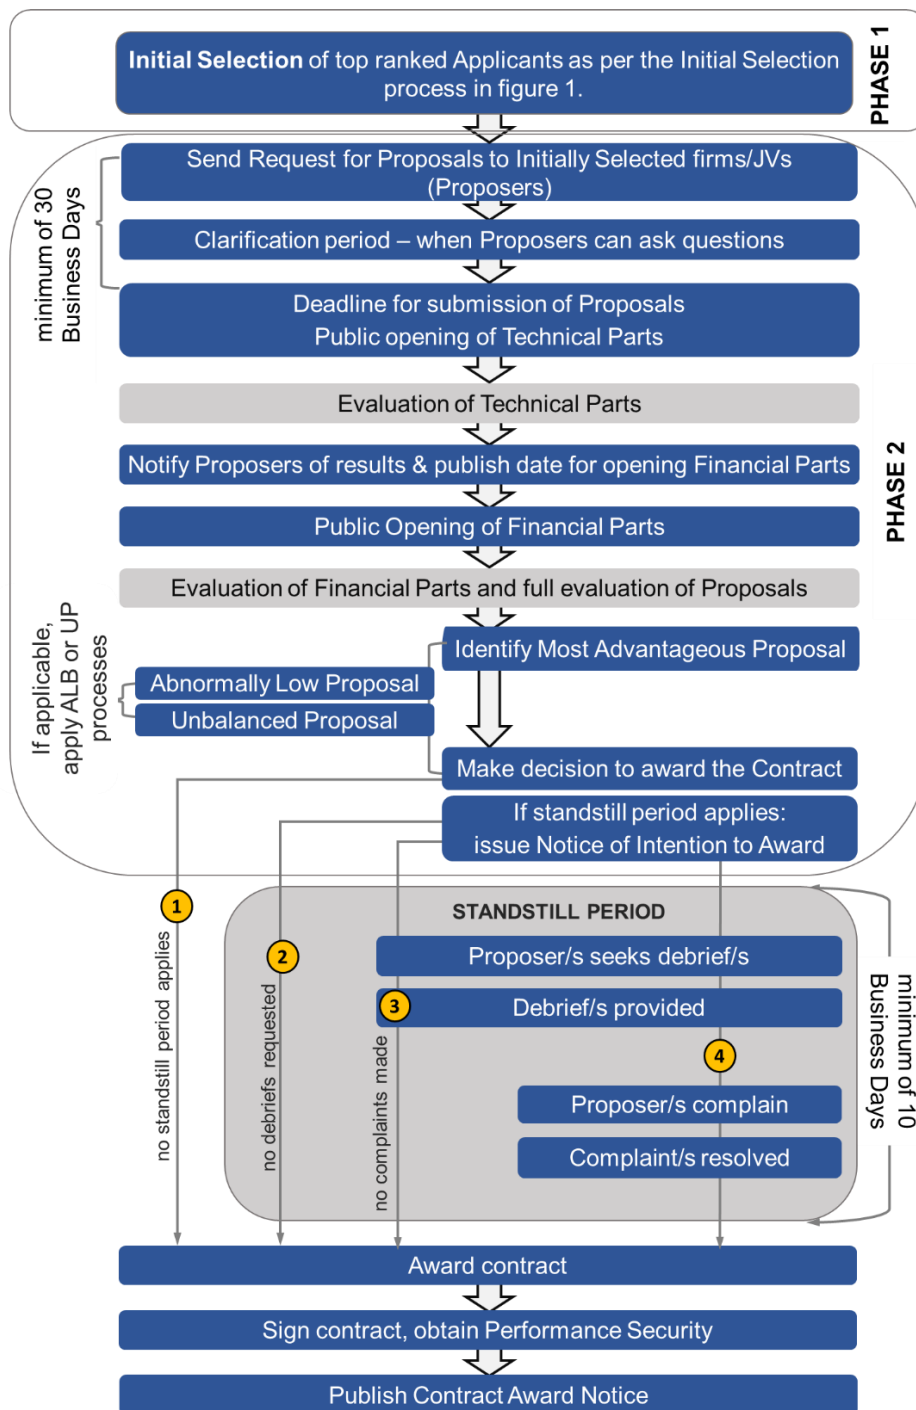 Initial Selection of top ranked Applicants as per the Initial Selection
process in figure 1.
PHASE 1
Send Request for Proposals to Initially Selected firms/JVs
(Proposers)
minimum of 30
Business Days
Clarification period – when Proposers can ask questions
Deadline for submission of Proposals
Public opening of Technical Parts
Evaluation of Technical Parts
Notify Proposers of results & publish date for opening Financial Parts
PHASE 2
Public Opening of Financial Parts
Evaluation of Financial Parts and full evaluation of Proposals
Identify Most Advantageous Proposal
If applicable,
apply ALB or UP
processes
Abnormally Low Proposal
Unbalanced Proposal
Make decision to award the Contract
If standstill period applies:
issue Notice of Intention to Award
1
no standstill period applies
STANDSTILL PERIOD
2
no debriefs requested
Proposer/s seeks debrief/s
3
no complaints made
Debrief/s provided
4
Proposer/s complain
Complaint/s resolved
minimum of 10
Business Days
Award contract
Sign contract, obtain Performance Security
Publish Contract Award Notice